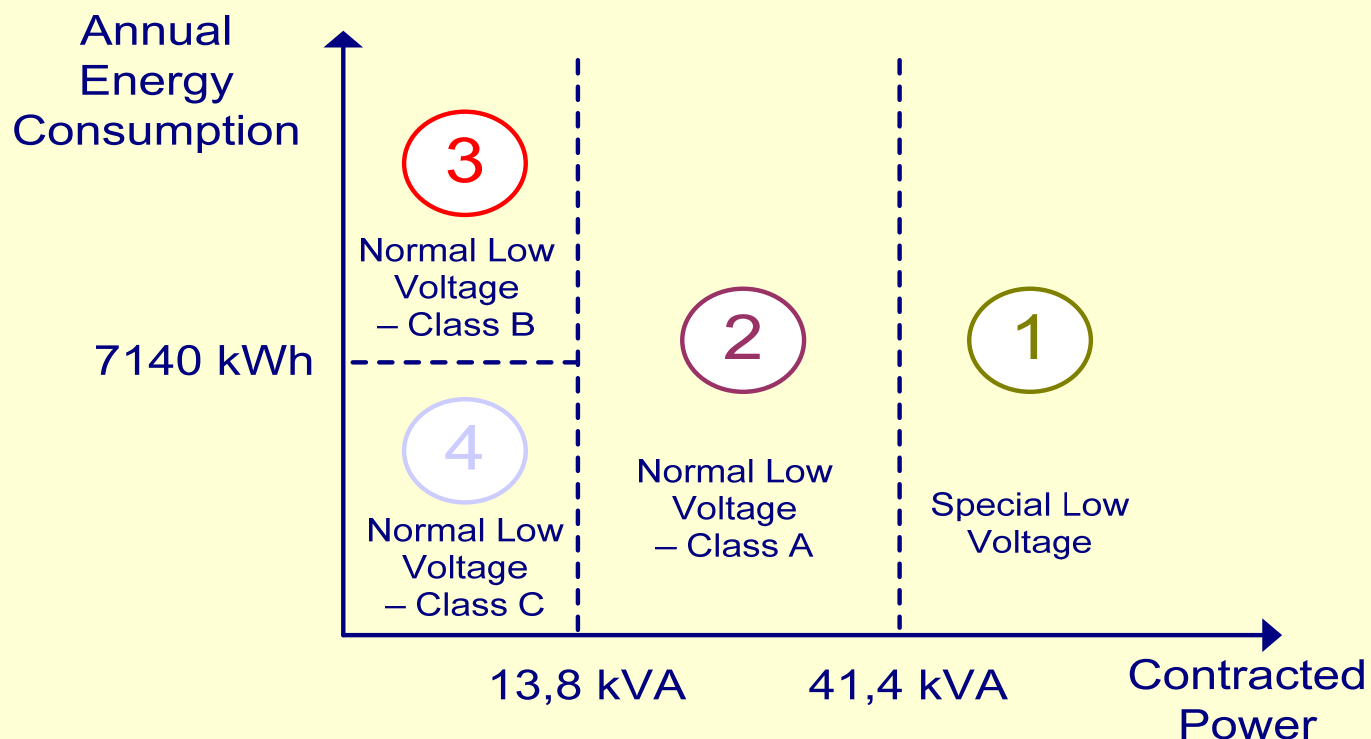 Annual
Energy
Consumption
3
Normal Low
Voltage
– Class B
7140 kWh
4
Normal Low
Voltage
– Class C
2
Normal Low
Voltage
– Class A
1
Special Low
Voltage
13,8 kVA
41,4 kVA
Contracted
Power